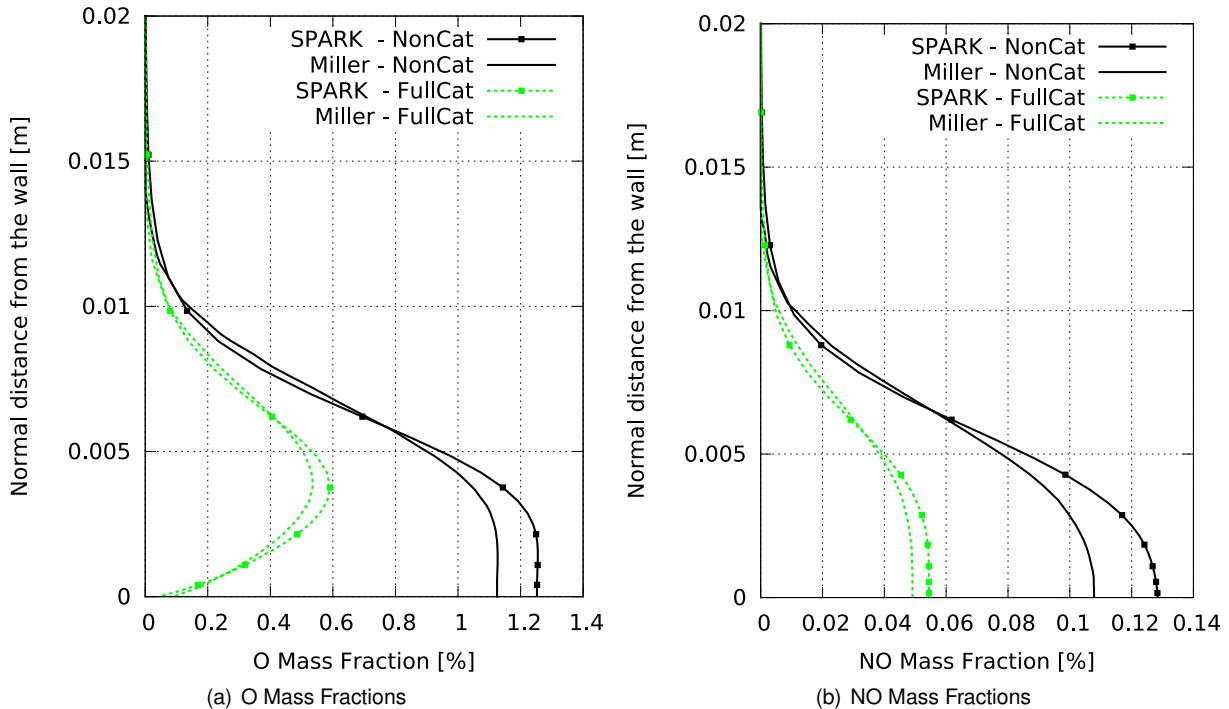 0.02
SPARK - NonCat
Miller - NonCat
SPARK - FullCat
Miller - FullCat
0.015
0.01
0.005
0
0 0.2 0.4 0.6 0.8 1 1.2 1.4
Normal distance from the wall [m]
O Mass Fraction [%]
(a) O Mass Fractions
0.02
SPARK - NonCat
Miller - NonCat
SPARK - FullCat
Miller - FullCat
0.015
0.01
0.005
0
0 0.02 0.04 0.06 0.08 0.1 0.12 0.14
Normal distance from the wall [m]
NO Mass Fraction [%]
(b) NO Mass Fractions